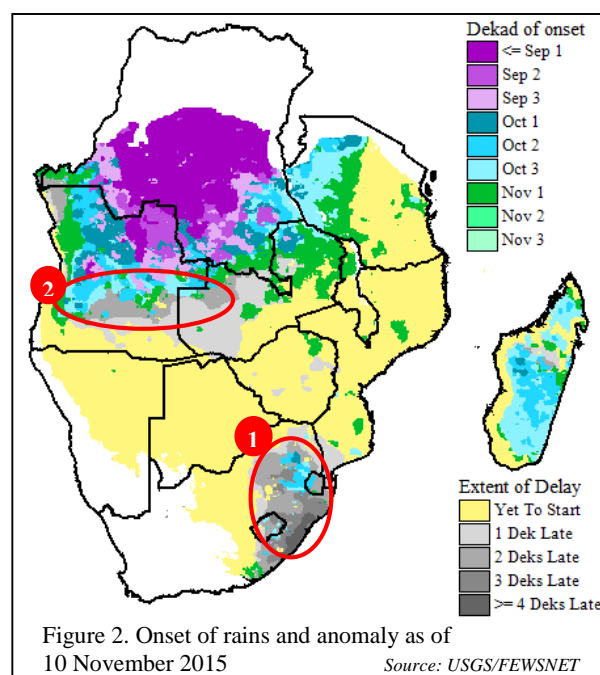 Dekad of onset
<= Sep 1
Sep 2
Sep 3
Oct 1
Oct 2
Oct 3
Nov 1
Nov 2
Nov 3
2
1
Extent of Delay
Yet To Start
1 Dek Late
2 Deks Late
3 Deks Late
>= 4 Deks Late
Figure 2. Onset of rains and anomaly as of
10 November 2015 Source: USGS/FEWSNET